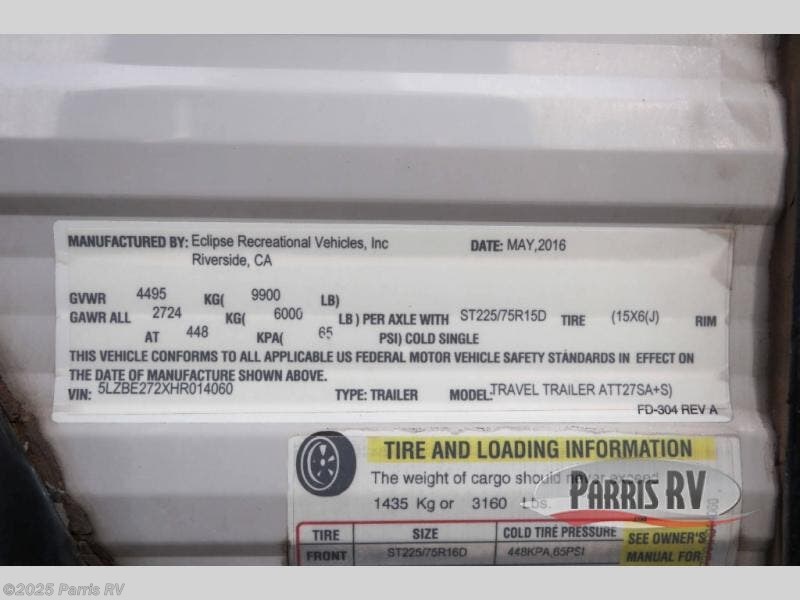 MANUFACTURED BY: Eclipse Recreational Vehicles, Inc DATE: MAY,2016
Riverside, CA
GVWR 4495 KG( 9900 LB)
GAWR ALL 2724 KG( 6000 LB ) PER AXLE WITH ST225/75R15D TIRE (15X6(J) RIM
AT 448 KPA( 65 PSI) COLD SINGLE
THIS VEHICLE CONFORMS TO ALL APPLICABLE US FEDERAL MOTOR VEHICLE SAFETY STANDARDS IN EFFECT ON
THE DATE OF MANUFACTURE SHOWN ABOVE.
VIN: 5LZBE272XHR014060 TYPE: TRAILER MODEL: TRAVEL TRAILER ATT27SA+S)
FD-304 REV A
TIRE AND LOADING INFORMATION
The weight of cargo should never exceed
1435 Kg or 3160 Lbs.
PARRIS RV
TIRE SIZE COLD TIRE PRESSURE SEE OWNER'S
FRONT ST225/75R16D 448KPA,65PSI MANUAL FOR
©2025 Parris RV